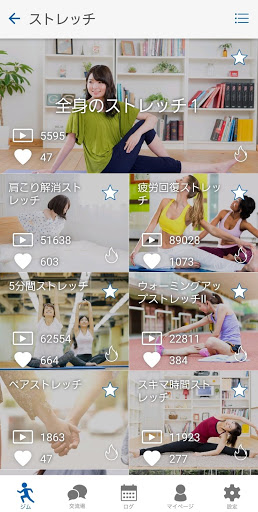 ストレッチ
全身のストレッチ1
5595
47
肩こり解消スト
レッチ
51638
603
疲労回復ストレッ
チ
89028
1073
5分間ストレッチ
62554
664
ウォーミングアッ
プストレッチII
22811
384
ペアストレッチ
1863
47
スキマ時間ストレ
ッチ
11923
277
ジム
交流場
ログ
マイページ
設定